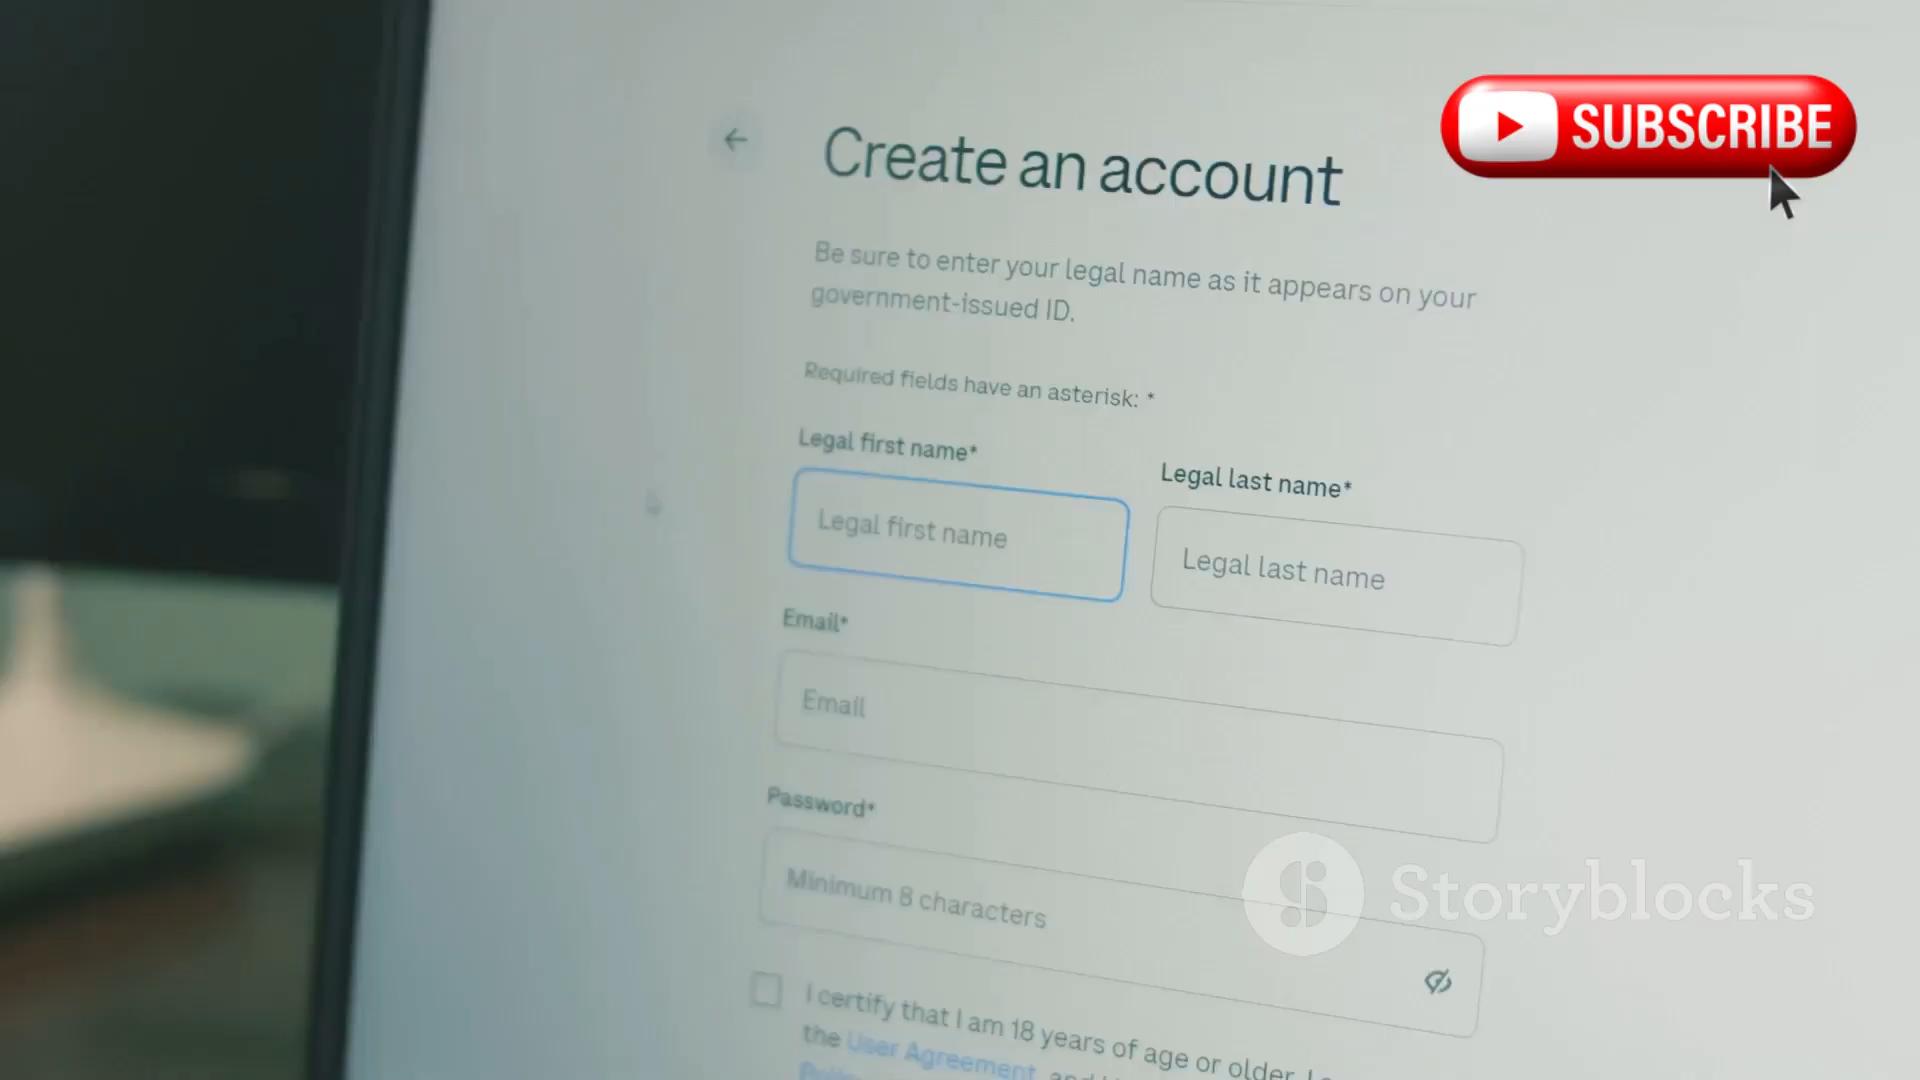 SUBSCRIBE
Create an account
Be sure to enter your legal name as it appears on your
government-issued ID.
Required fields have an asterisk: *
Legal first name*
Legal last name*
Legal first name
Legal last name
Email*
Email
Password*
Minimum 8 characters
Storyblocks
I certify that I am 18 years of age or older, I
the User Agreement, and